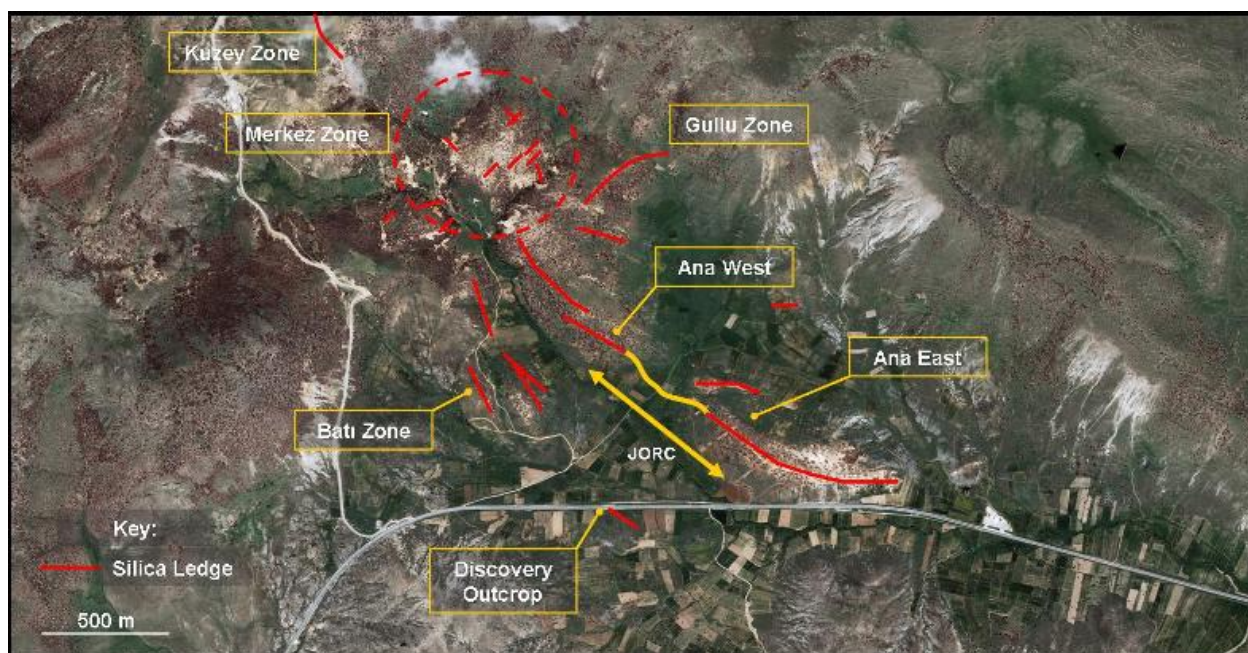 Kuzey Zone
Merkez Zone
Gullu Zone
Ana West
Ana East
Batı Zone
JORC
Discovery
Outcrop
Key:
Silica Ledge
500 m